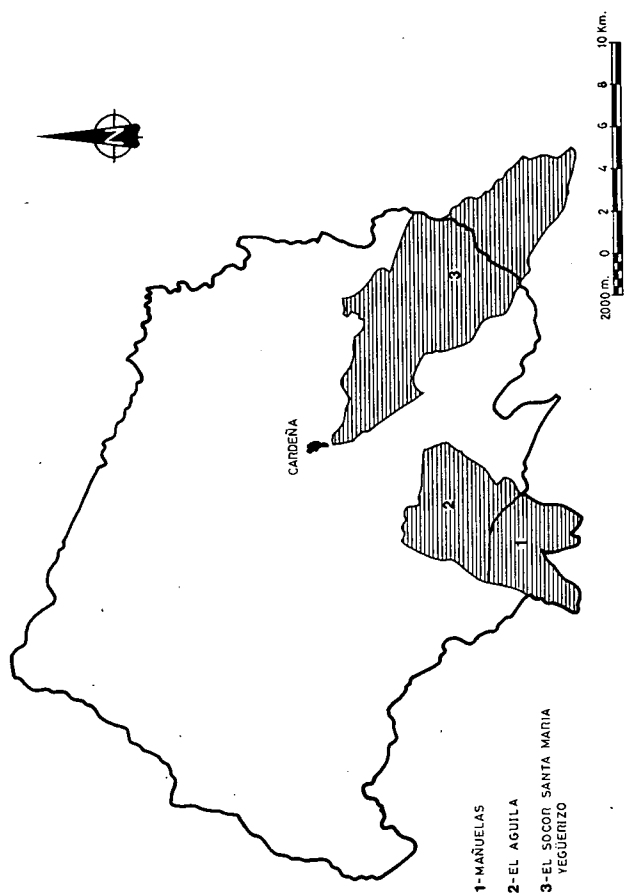 N
CARDEÑA
3
2
1
1-MAÑUELAS
2-EL AGUILA
3-EL SOCOR SANTA MARIA
YEGÜERIZO
2000 m. 0 2 4 6 8 10 Km.